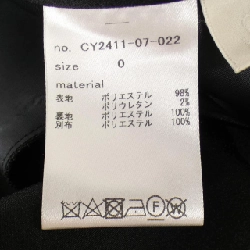 no. CY2411-07-022
size 0
material
表地 ポリエステル 98%
ポリウレタン 2%
裏地 ポリエステル 100%
別布 ポリエステル 100%